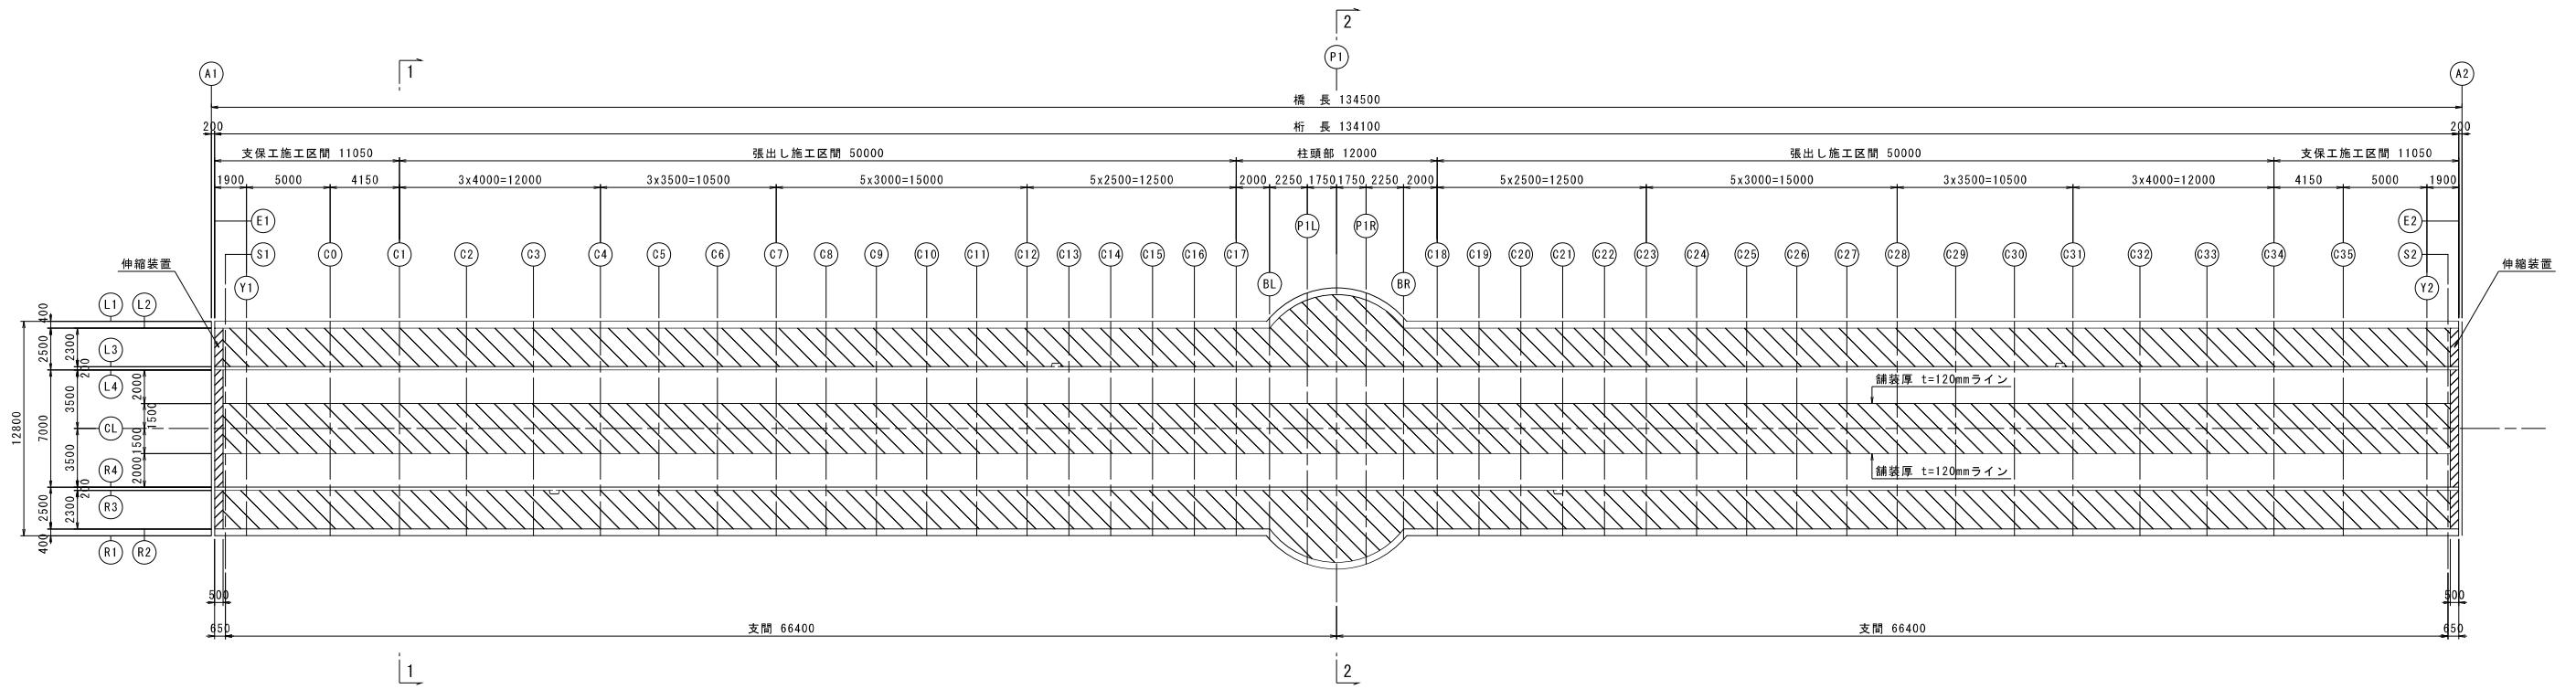 2
P1
1
A1
A2
橋 長 134500
200
桁 長 134100
200
支保工施工区間 11050
張出し施工区間 50000
柱頭部 12000
張出し施工区間 50000
支保工施工区間 11050
1900 5000 4150 3x4000=12000 3x3500=10500 5x3000=15000 5x2500=12500 2000 2250 1750 1750 2250 2000 5x2500=12500 5x3000=15000 3x3500=10500 3x4000=12000 4150 5000 1900
E1 P1L P1R E2
S1 C0 C1 C2 C3 C4 C5 C6 C7 C8 C9 C10 C11 C12 C13 C14 C15 C16 C17 C18 C19 C20 C21 C22 C23 C24 C25 C26 C27 C28 C29 C30 C31 C32 C33 C34 C35 S2
伸縮装置
伸縮装置
Y1 BL BR Y2
L1 L2
400
2500 2300 L3
200
L4
3500 2000
1500
12800 7000 CL
1500
3500 2000
R4
200
2500 2300 R3
400 R1 R2
舗装厚 t=120mmライン
舗装厚 t=120mmライン
500
500
650
支間 66400
支間 66400
650
1
2